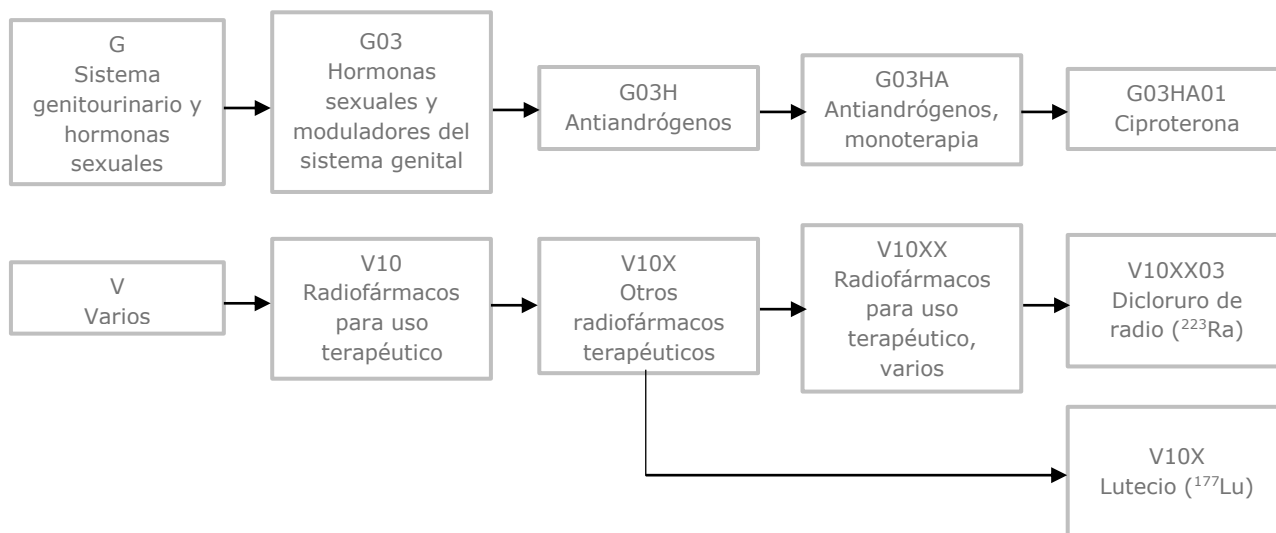 G
Sistema
genitourinario y
hormonas
sexuales
G03
Hormonas
sexuales y
moduladores del
sistema genital
G03H
Antiandrógenos
G03HA
Antiandrógenos,
monoterapia
G03HA01
Ciproterona
V
Varios
V10
Radiofármacos
para uso
terapéutico
V10X
Otros
radiofármacos
terapéuticos
V10XX
Radiofármacos
para uso
terapéutico,
varios
V10XX03
Dicloruro de
radio (²²³Ra)
V10X
Lutecio (¹⁷⁷Lu)